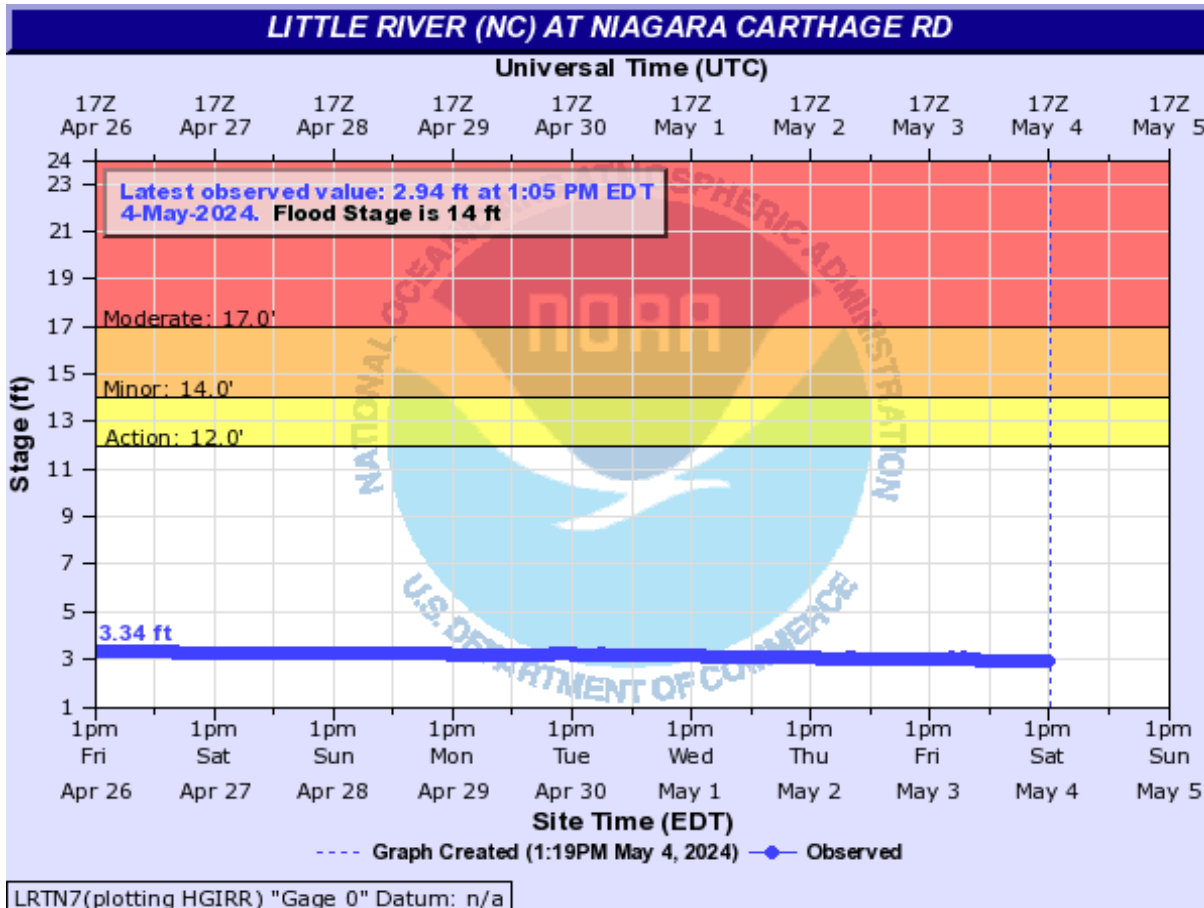 LITTLE RIVER (NC) AT NIAGARA CARTHAGE RD
Universal Time (UTC)
17Z 17Z 17Z 17Z 17Z 17Z 17Z 17Z 17Z 17Z
Apr 26 Apr 27 Apr 28 Apr 29 Apr 30 May 1 May 2 May 3 May 4 May 5
Latest observed value: 2.94 ft at 1:05 PM EDT
4-May-2024. Flood Stage is 14 ft
Stage (ft)
24
23
21
19
17
15
13
11
9
7
5
3
1
Moderate: 17.0'
Minor: 14.0'
Action: 12.0'
3.34 ft
NATIONAL OCEANIC AND ATMOSPHERIC ADMINISTRATION
NOAA
U.S. DEPARTMENT OF COMMERCE
1pm 1pm 1pm 1pm 1pm 1pm 1pm 1pm 1pm 1pm
Fri Sat Sun Mon Tue Wed Thu Fri Sat Sun
Apr 26 Apr 27 Apr 28 Apr 29 Apr 30 May 1 May 2 May 3 May 4 May 5
Site Time (EDT)
---- Graph Created (1:19PM May 4, 2024) Observed
LRTN7(plotting HGIRR) "Gage 0" Datum: n/a